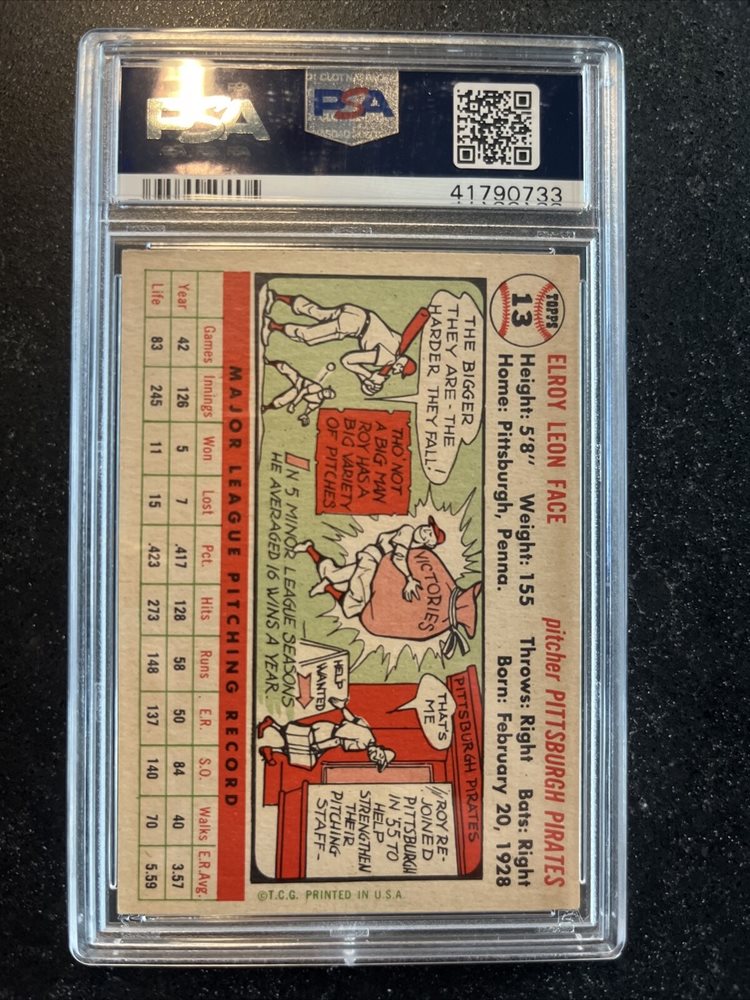 PSA
PSA
41790733
TOPPS
13
ELROY LEON FACE
pitcher PITTSBURGH PIRATES
Height: 5'8" Weight: 155 Throws: Right Bats: Right
Home: Pittsburgh, Penna. Born: February 20, 1928
THE BIGGER
THEY ARE - THE
HARDER THEY FALL!
THO' NOT
A BIG MAN
ROY HAS A
BIG VARIETY
OF PITCHES
VICTORIES
IN 5 MINOR LEAGUE SEASONS
HE AVERAGED 16 WINS A YEAR.
PITTSBURGH PIRATES
THAT'S
ME
HELP
WANTED
ROY RE-
JOINED
PITTSBURGH
IN '55 TO
HELP
STRENGTHEN
THEIR
PITCHING
STAFF-
MAJOR LEAGUE PITCHING RECORD
Games Innings Won Lost Pct. Hits Runs E.R. S.O. Walks E.R.Avg.
Year 42 126 5 7 .417 128 58 50 84 40 3.57
Life 83 245 11 15 .423 273 148 137 140 70 5.59
©T.C.G. PRINTED IN U.S.A.